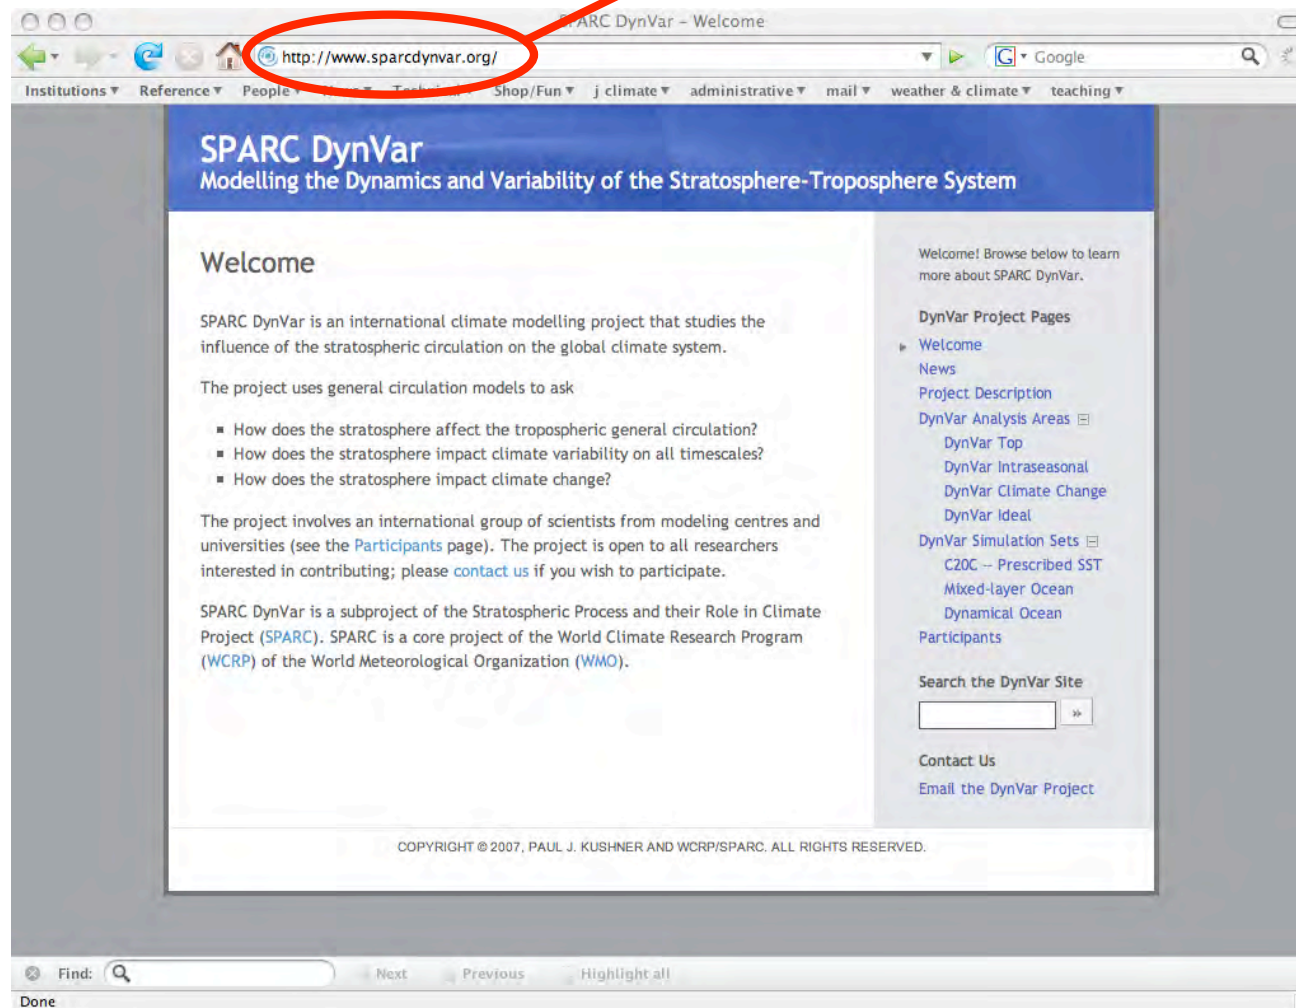 SPARC DynVar – Welcome
http://www.sparcdynvar.org/
Google
Institutions Reference People Shop/Fun j climate administrative mail weather & climate teaching
SPARC DynVar
Modelling the Dynamics and Variability of the Stratosphere-Troposphere System
Welcome
SPARC DynVar is an international climate modelling project that studies the
influence of the stratospheric circulation on the global climate system.
The project uses general circulation models to ask
How does the stratosphere affect the tropospheric general circulation?
How does the stratosphere impact climate variability on all timescales?
How does the stratosphere impact climate change?
The project involves an international group of scientists from modeling centres and
universities (see the Participants page). The project is open to all researchers
interested in contributing; please contact us if you wish to participate.
SPARC DynVar is a subproject of the Stratospheric Process and their Role in Climate
Project (SPARC). SPARC is a core project of the World Climate Research Program
(WCRP) of the World Meteorological Organization (WMO).
Welcome! Browse below to learn
more about SPARC DynVar.
DynVar Project Pages
Welcome
News
Project Description
DynVar Analysis Areas
DynVar Top
DynVar Intraseasonal
DynVar Climate Change
DynVar Ideal
DynVar Simulation Sets
C20C -- Prescribed SST
Mixed-layer Ocean
Dynamical Ocean
Participants
Search the DynVar Site
»
Contact Us
Email the DynVar Project
COPYRIGHT © 2007, PAUL J. KUSHNER AND WCRP/SPARC. ALL RIGHTS RESERVED.
Find: Next Previous Highlight all
Done